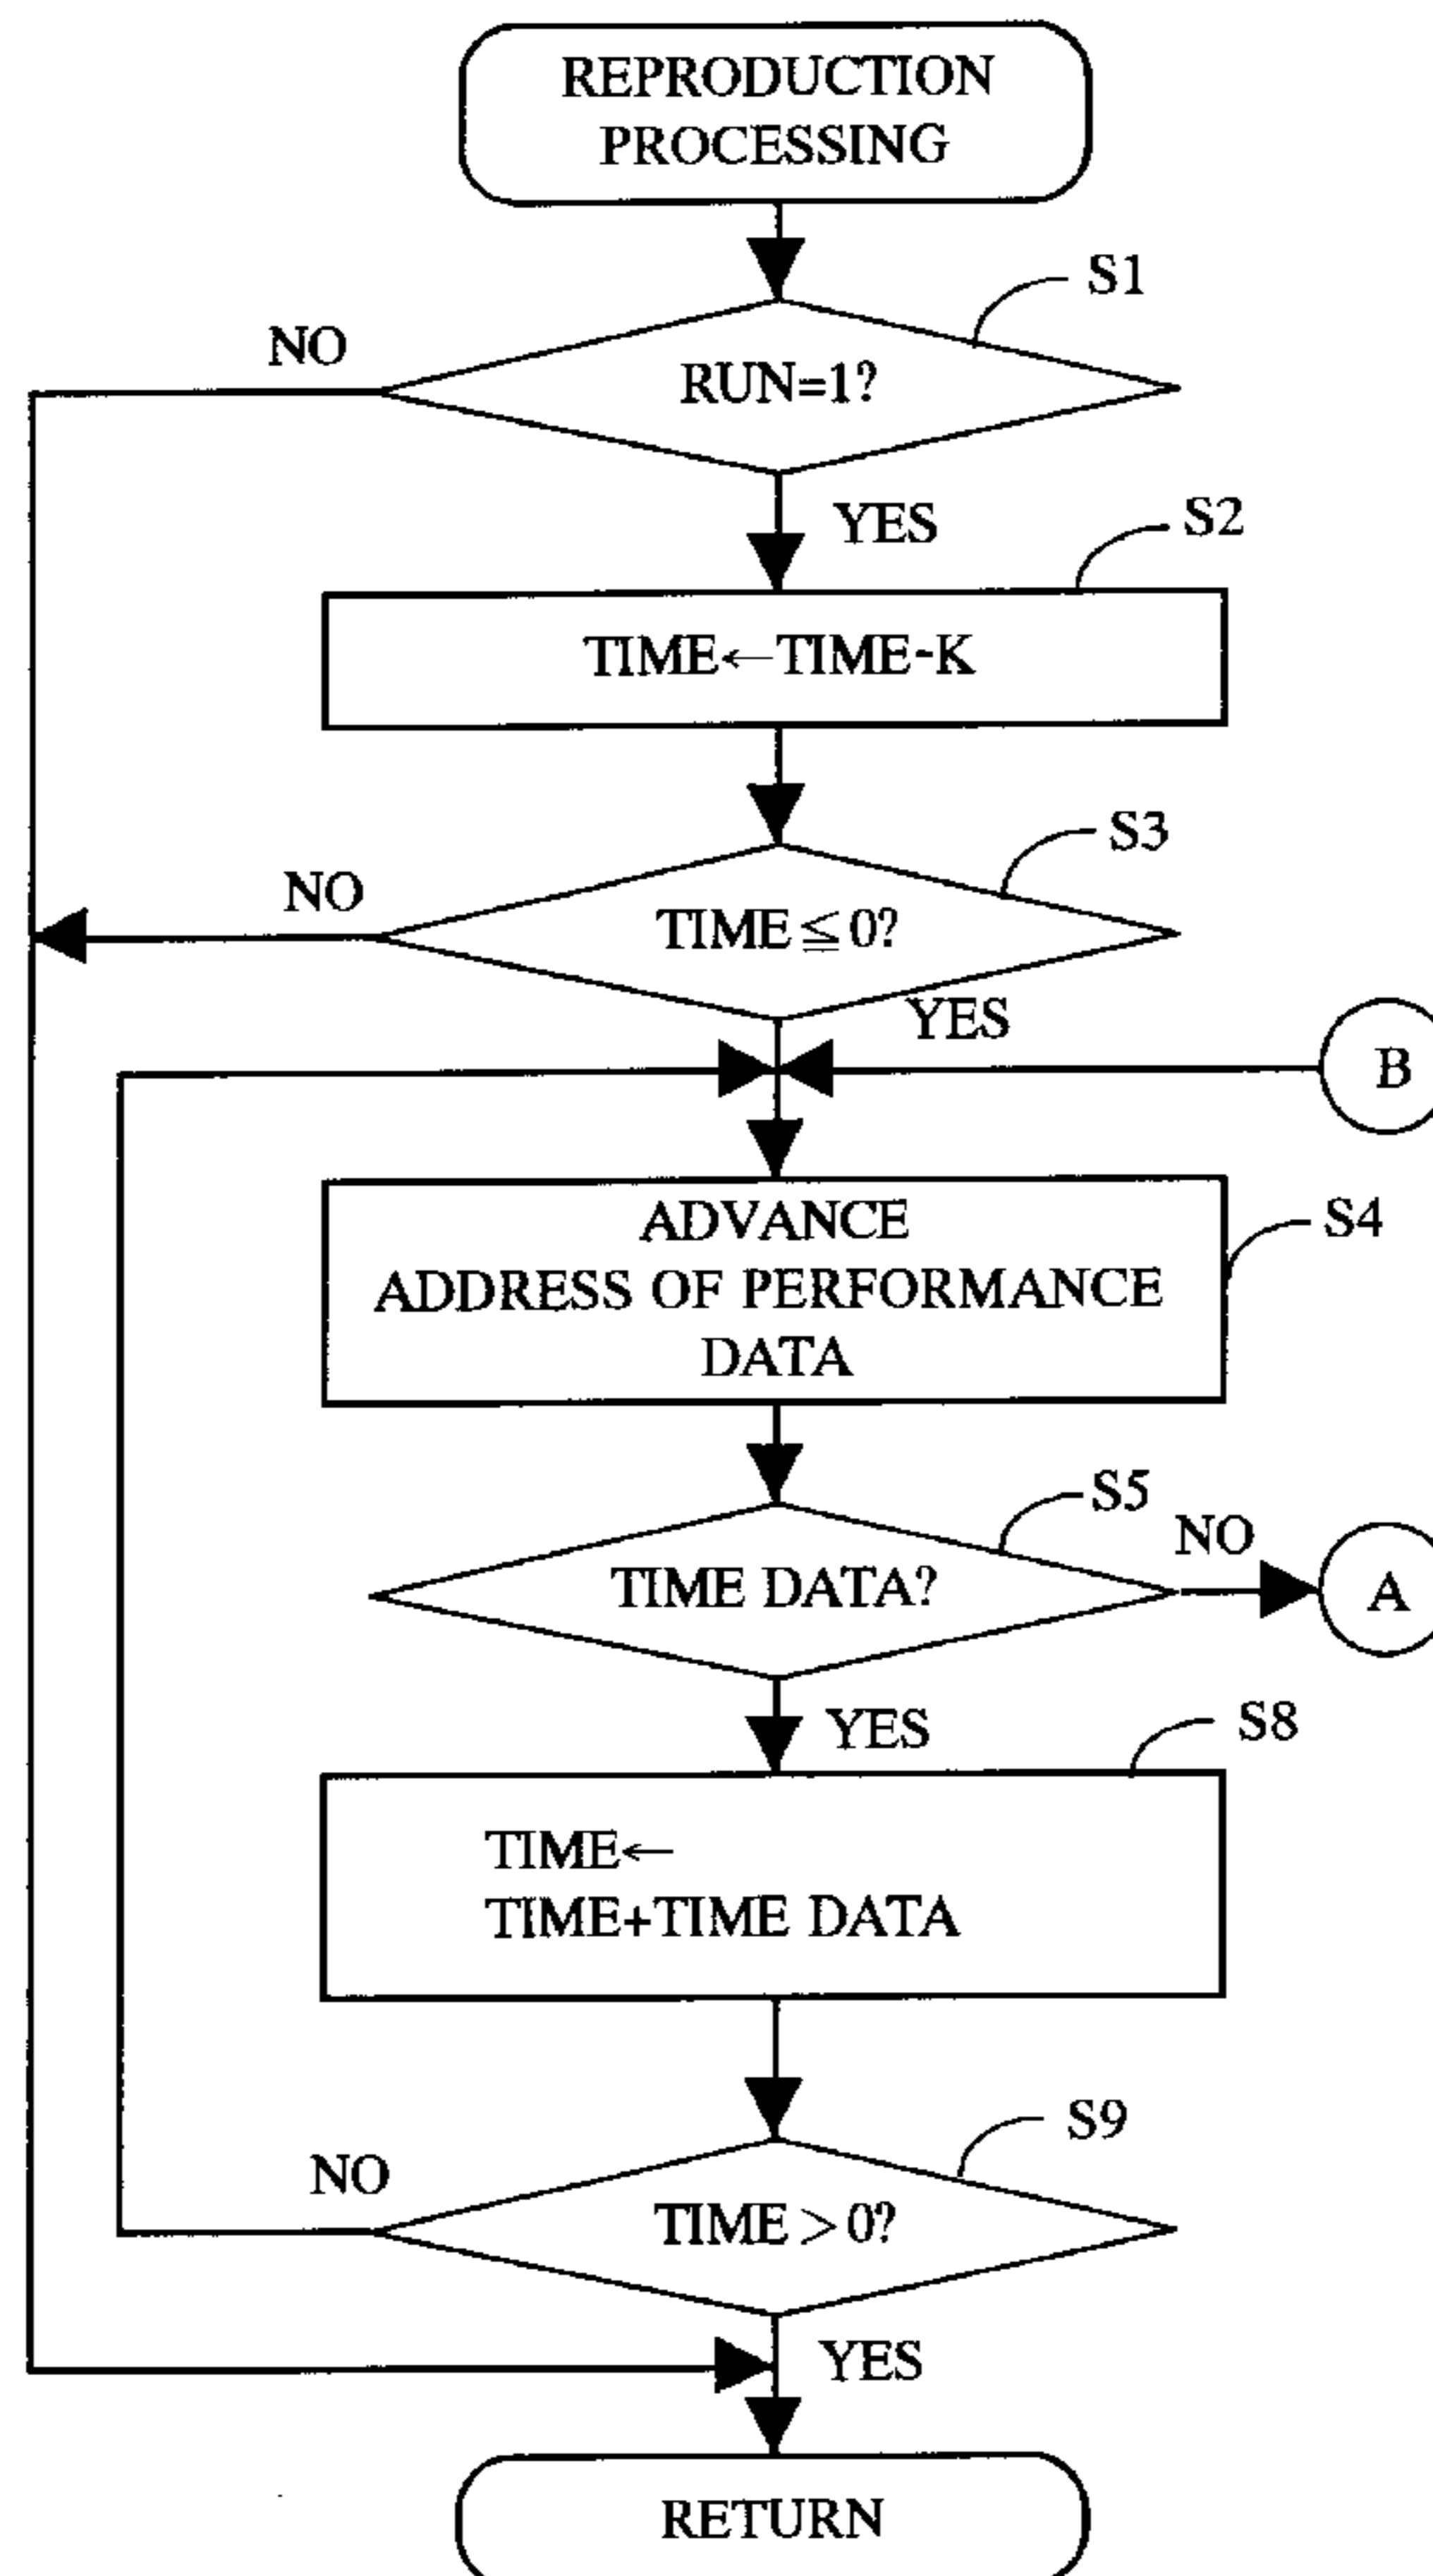 REPRODUCTION
PROCESSING
S1
NO
RUN=1?
YES
S2
TIME←TIME-K
S3
NO
TIME≦0?
YES
B
ADVANCE
ADDRESS OF PERFORMANCE
DATA
S4
S5
NO
TIME DATA?
A
YES
S8
TIME←
TIME+TIME DATA
S9
NO
TIME>0?
YES
RETURN